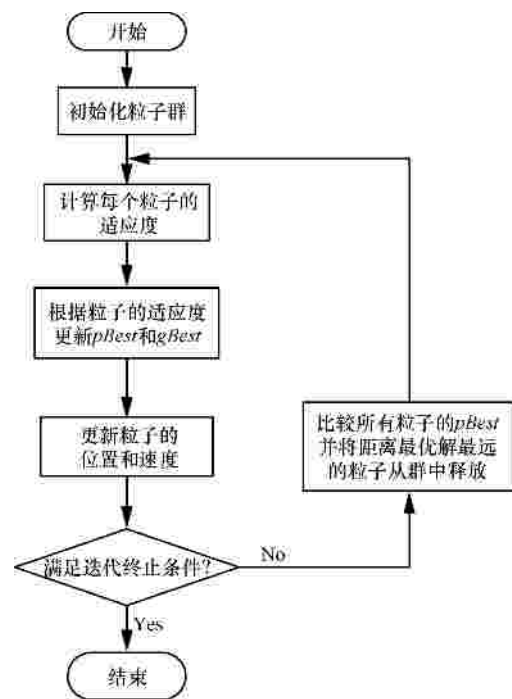 开始
初始化粒子群
计算每个粒子的
适应度
根据粒子的适应度
更新pBest和gBest
更新粒子的
位置和速度
比较所有粒子的pBest
并将距离最优解最远
的粒子从群中释放
满足迭代终止条件?
No
Yes
结束